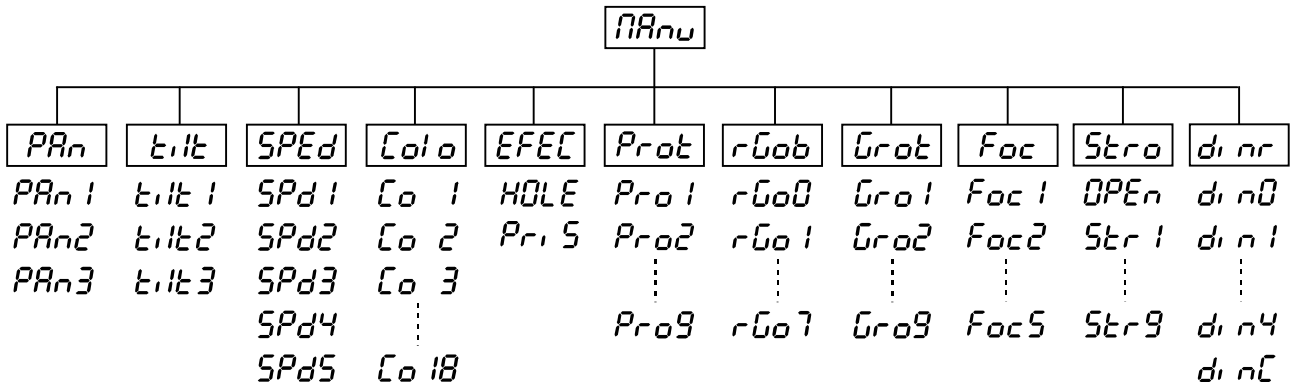 MAnu
PAn tilt SPEd Colo EFEC Prot rGob Grot Foc Stro dinr
PAn1 tilt1 SPd1 Co 1 HOLE Pro1 rGo0 Gro1 Foc1 OPEn din0
PAn2 tilt2 SPd2 Co 2 PriS Pro2 rGo1 Gro2 Foc2 Str1 din1
PAn3 tilt3 SPd3 Co 3
SPd4 Pro9 rGo7 Gro9 Foc5 Str9 din4
SPd5 Co 18 dinC